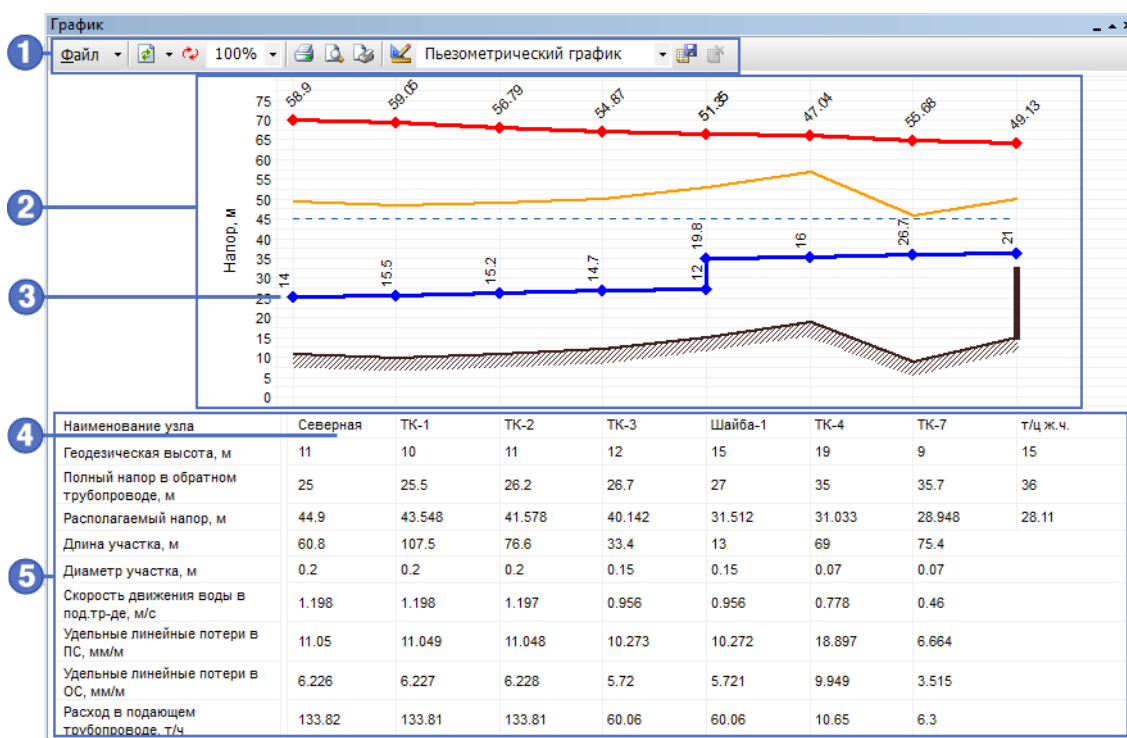 График
1
Файл
100%
Пьезометрический график
2
3
4
5
Напор, м
75
70
65
60
55
50
45
40
35
30
25
20
15
10
5
0
58.9 59.05 56.79 54.87 51.35 47.04 55.68 49.13
14 15.5 15.2 14.7 12 19.8 16 26.7 21
Наименование узла Северная ТК-1 ТК-2 ТК-3 Шайба-1 ТК-4 ТК-7 т/ц ж.ч.
Геодезическая высота, м 11 10 11 12 15 19 9 15
Полный напор в обратном
трубопроводе, м 25 25.5 26.2 26.7 27 35 35.7 36
Располагаемый напор, м 44.9 43.548 41.578 40.142 31.512 31.033 28.948 28.11
Длина участка, м 60.8 107.5 76.6 33.4 13 69 75.4
Диаметр участка, м 0.2 0.2 0.2 0.15 0.15 0.07 0.07
Скорость движения воды в
под.тр-де, м/с 1.198 1.198 1.197 0.956 0.956 0.778 0.46
Удельные линейные потери в
ПС, мм/м 11.05 11.049 11.048 10.273 10.272 18.897 6.664
Удельные линейные потери в
ОС, мм/м 6.226 6.227 6.228 5.72 5.721 9.949 3.515
Расход в подающем
трубопроводе, т/ч 133.82 133.81 133.81 60.06 60.06 10.65 6.3